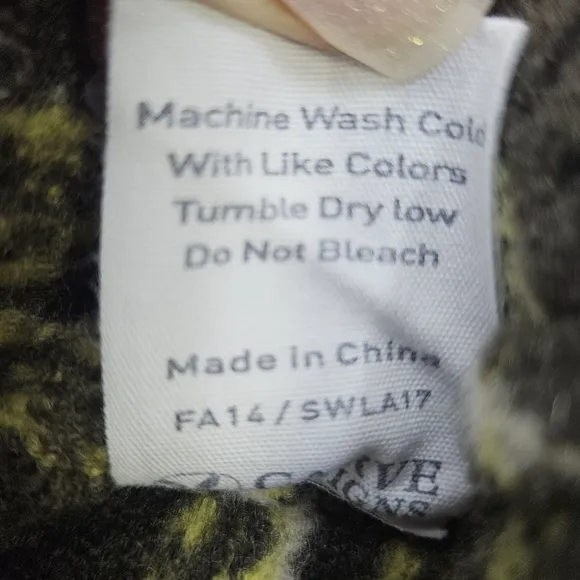 Machine Wash Cold
With Like Colors
Tumble Dry low
Do Not Bleach
Made in China
FA14/SWLA17